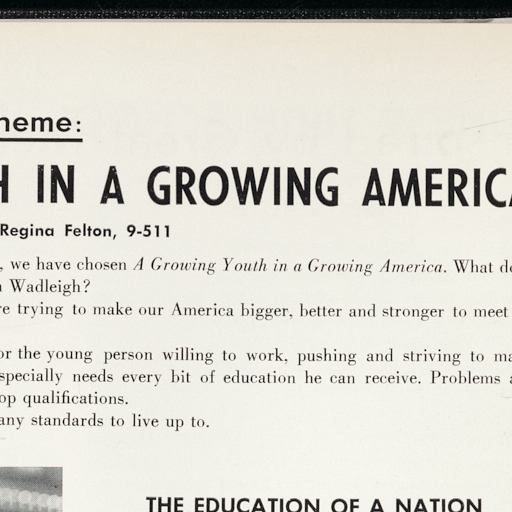 heme:
H IN A GROWING AMERICA
Regina Felton, 9-511
, we have chosen A Growing Youth in a Growing America. What do
Wadleigh?
re trying to make our America bigger, better and stronger to meet
or the young person willing to work, pushing and striving to ma
specially needs every bit of education he can receive. Problems a
op qualifications.
any standards to live up to.
THE EDUCATION OF A NATION